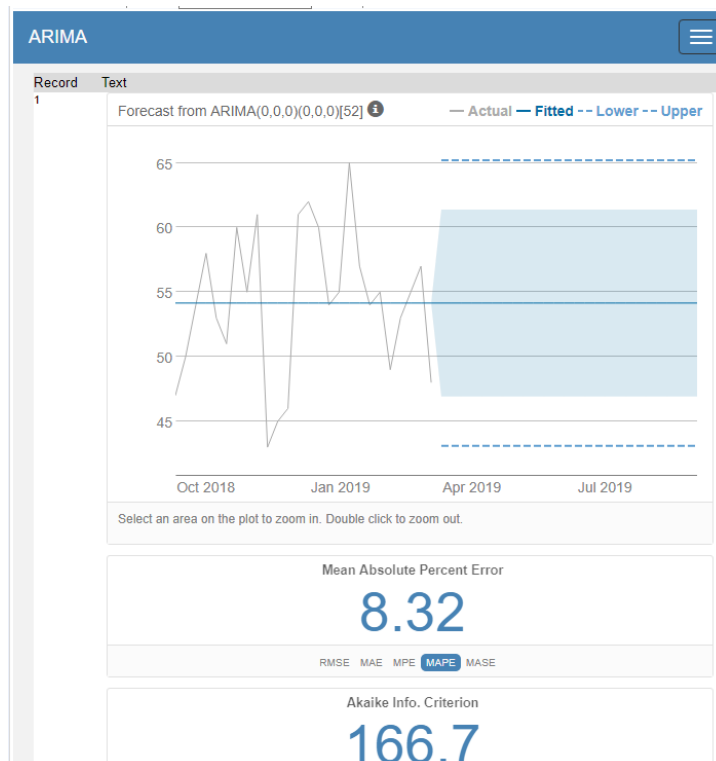 ARIMA
Record Text
1
Forecast from ARIMA(0,0,0)(0,0,0)[52] — Actual — Fitted -- Lower -- Upper
65
60
55
50
45
Oct 2018 Jan 2019 Apr 2019 Jul 2019
Select an area on the plot to zoom in. Double click to zoom out.
Mean Absolute Percent Error
8.32
RMSE MAE MPE MAPE MASE
Akaike Info. Criterion
166.7